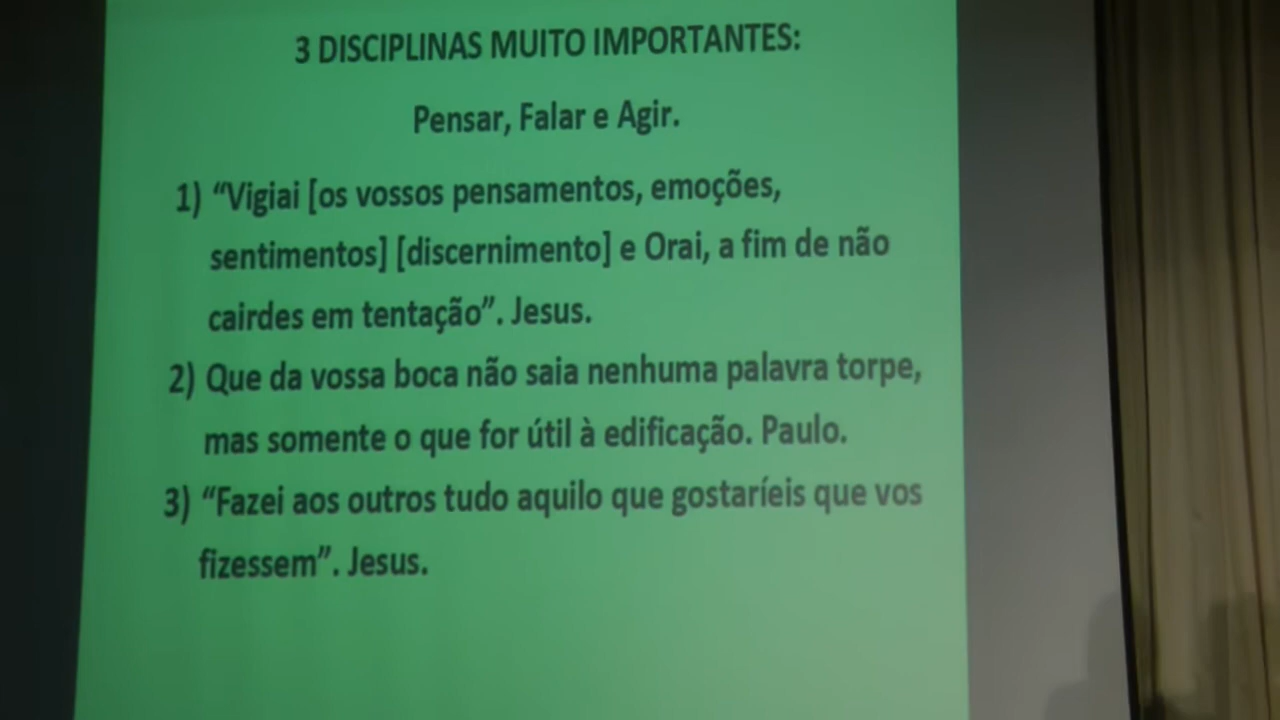 3 DISCIPLINAS MUITO IMPORTANTES:
Pensar, Falar e Agir.
1) “Vigiai [os vossos pensamentos, emoções,
sentimentos] [discernimento] e Orai, a fim de não
cairdes em tentação”. Jesus.
2) Que da vossa boca não saia nenhuma palavra torpe,
mas somente o que for útil à edificação. Paulo.
3) “Fazei aos outros tudo aquilo que gostaríeis que vos
fizessem”. Jesus.